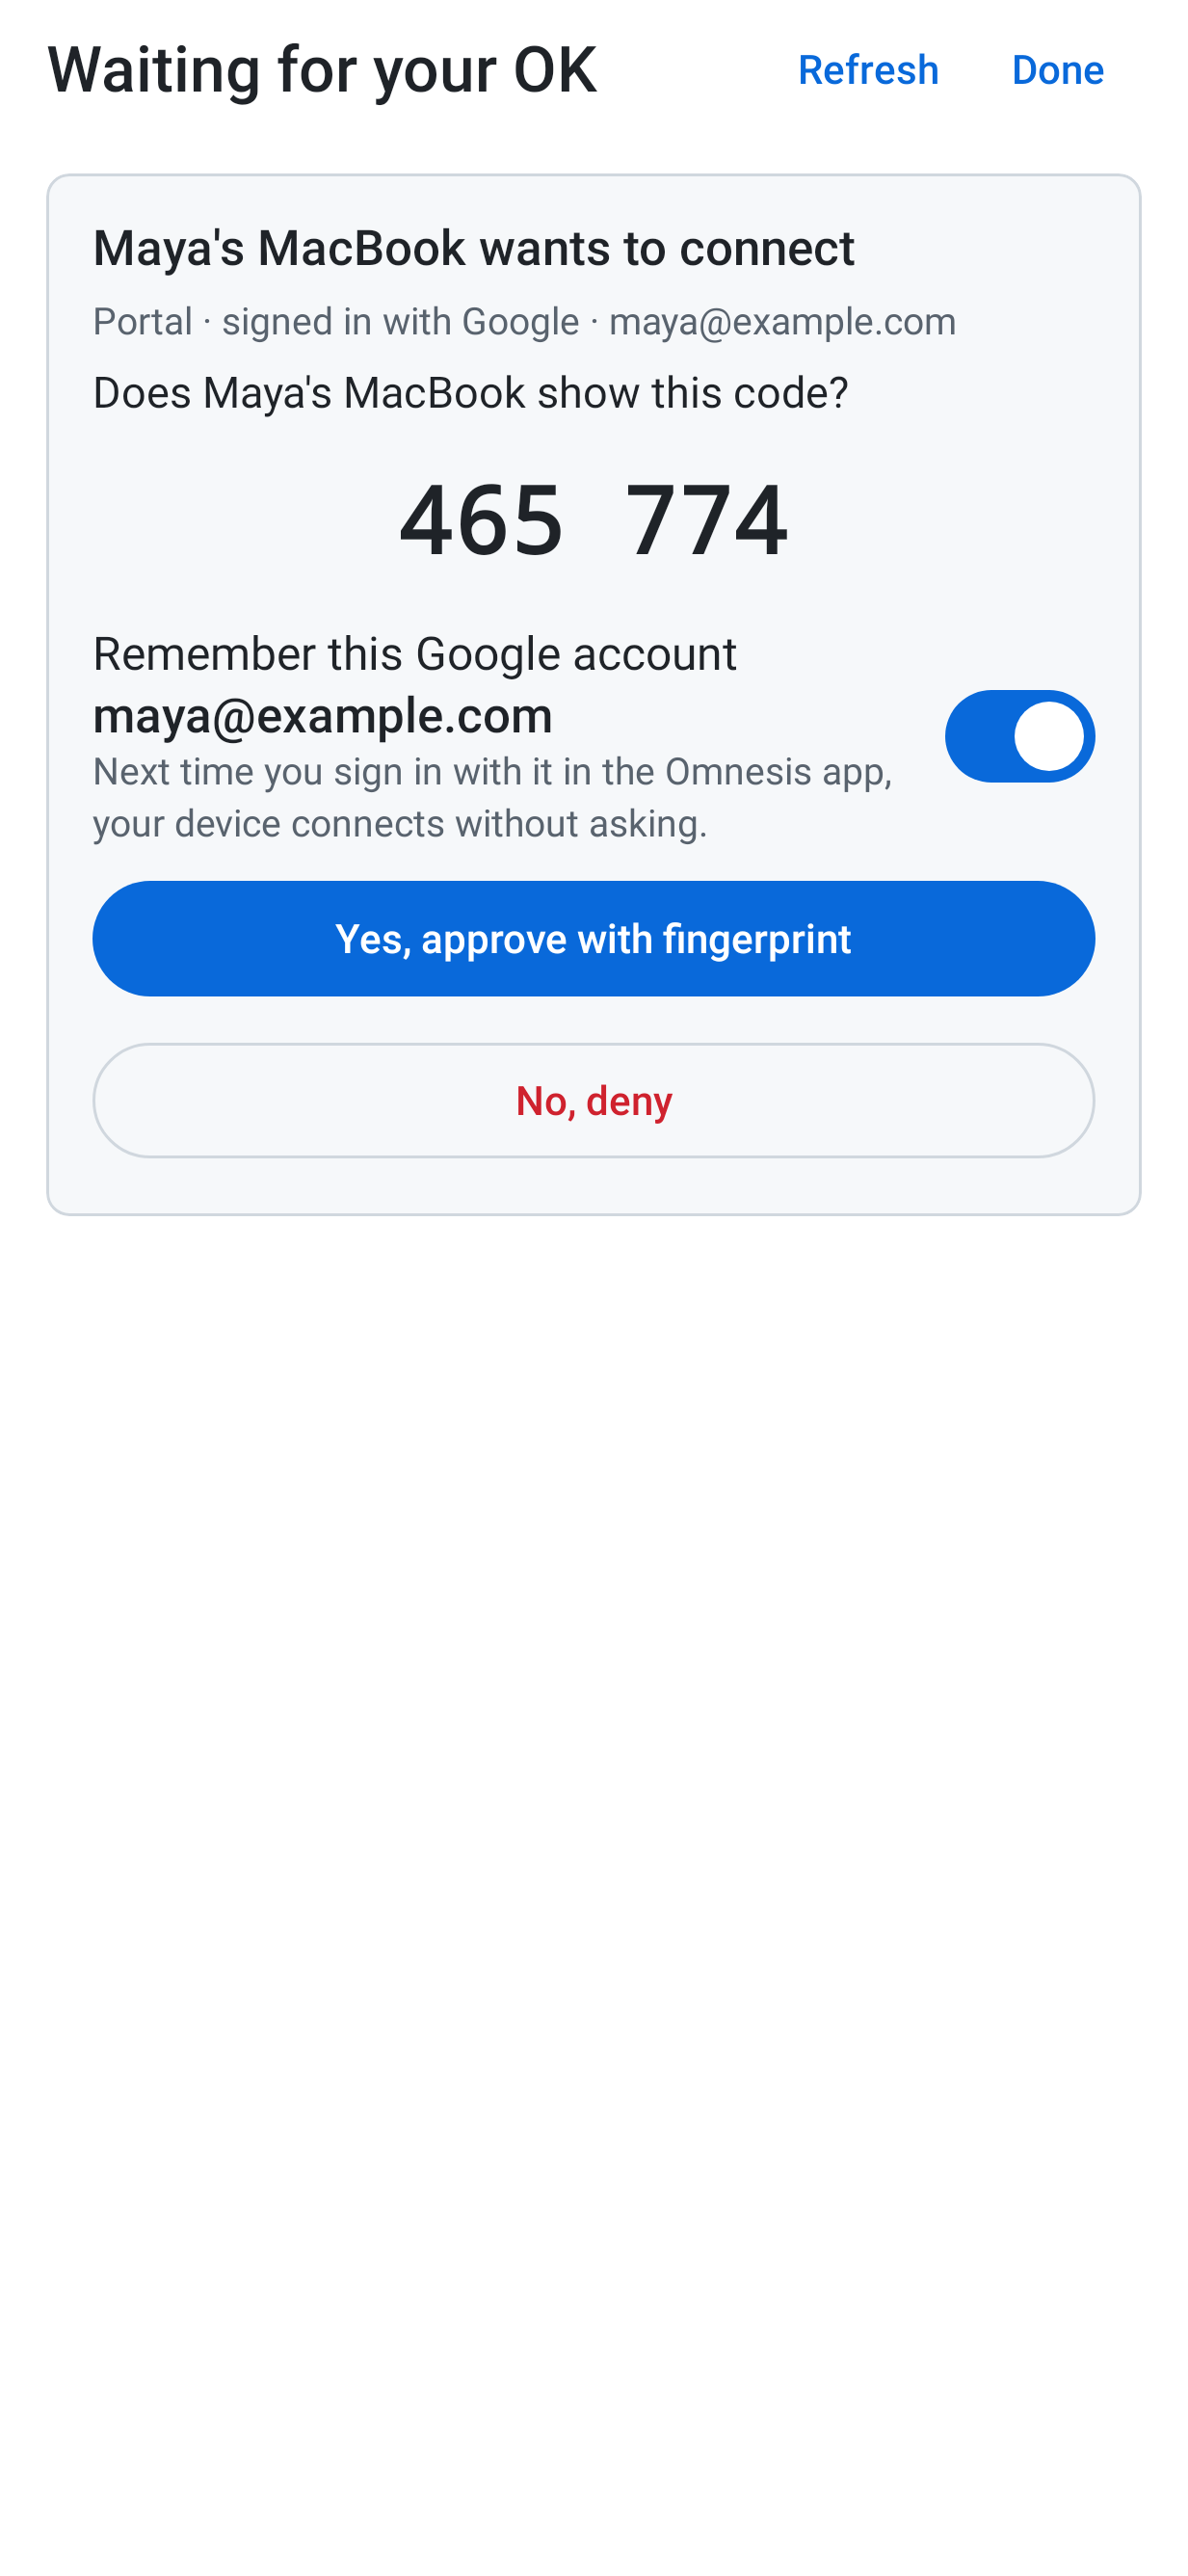 Waiting for your OK
Refresh
Done
Maya's MacBook wants to connect
Portal · signed in with Google · maya@example.com
Does Maya's MacBook show this code?
465 774
Remember this Google account
maya@example.com
Next time you sign in with it in the Omnesis app,
your device connects without asking.
Yes, approve with fingerprint
No, deny